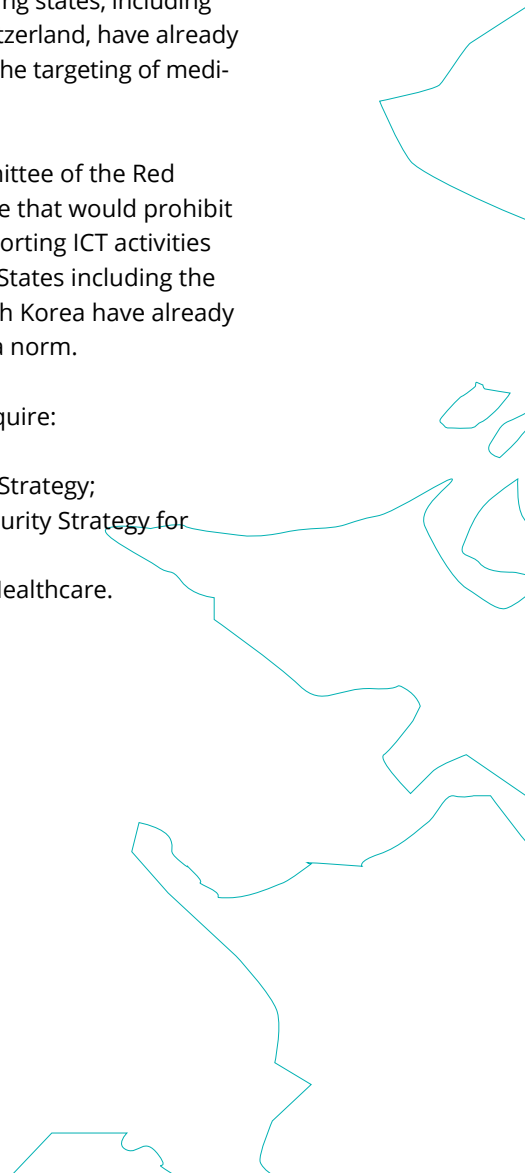 ng states, including
tzerland, have already
he targeting of medi-
ittee of the Red
e that would prohibit
orting ICT activities
States including the
h Korea have already
a norm.
quire:
Strategy;
urity Strategy for
Healthcare.